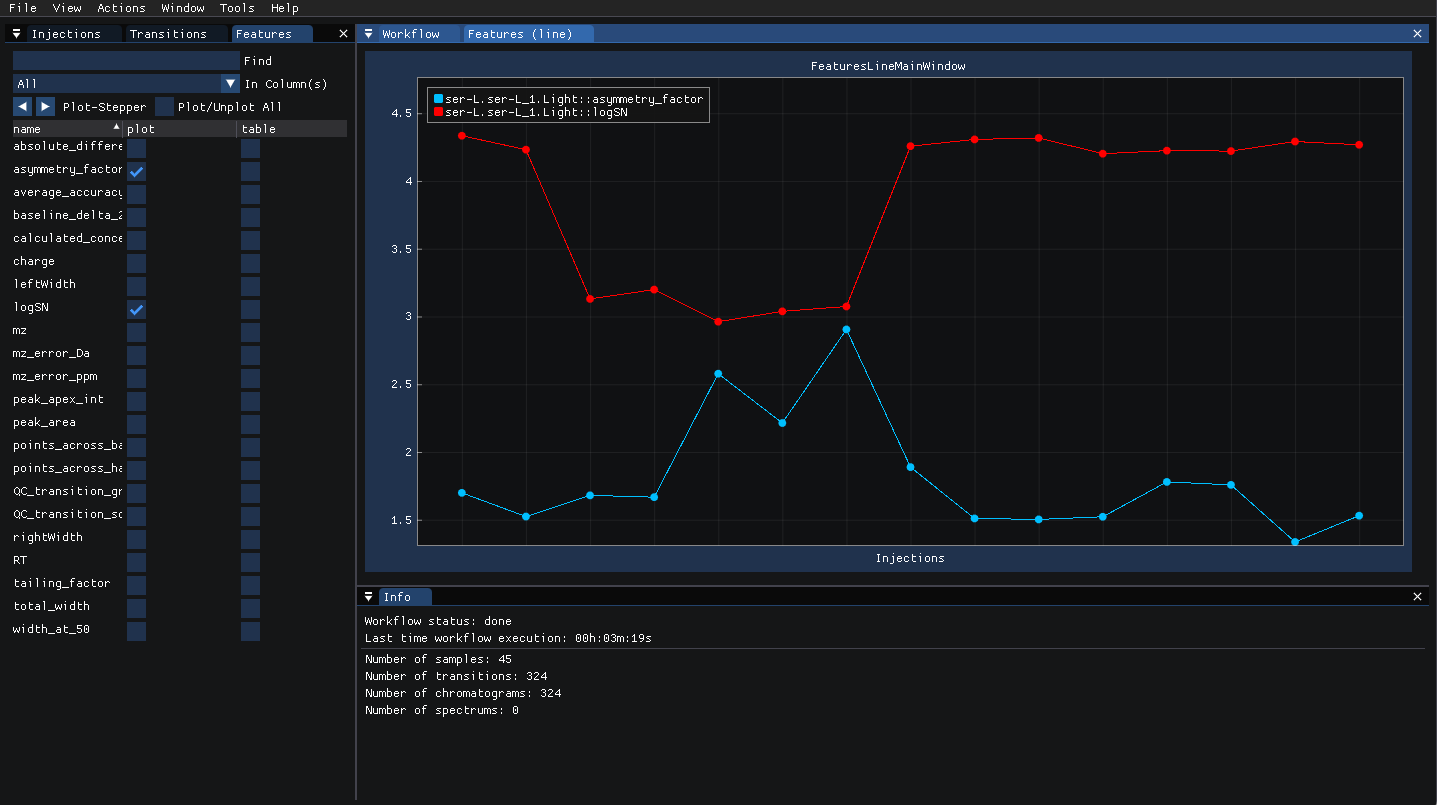 File View Actions Window Tools Help
Injections Transitions Features
Find
All In Column(s)
Plot-Stepper Plot/Unplot All
name plot table
absolute_differe
asymmetry_factor
average_accuracy
baseline_delta_2
calculated_conce
charge
leftWidth
logSN
mz
mz_error_Da
mz_error_ppm
peak_apex_int
peak_area
points_across_ba
points_across_ha
QC_transition_gr
QC_transition_sc
rightWidth
RT
tailing_factor
total_width
width_at_50
Workflow Features (line)
FeaturesLineMainWindow
ser-L.ser-L_1.Light::asymmetry_factor
ser-L.ser-L_1.Light::logSN
4.5
4
3.5
3
2.5
2
1.5
Injections
Info
Workflow status: done
Last time workflow execution: 00h:03m:19s
Number of samples: 45
Number of transitions: 324
Number of chromatograms: 324
Number of spectrums: 0